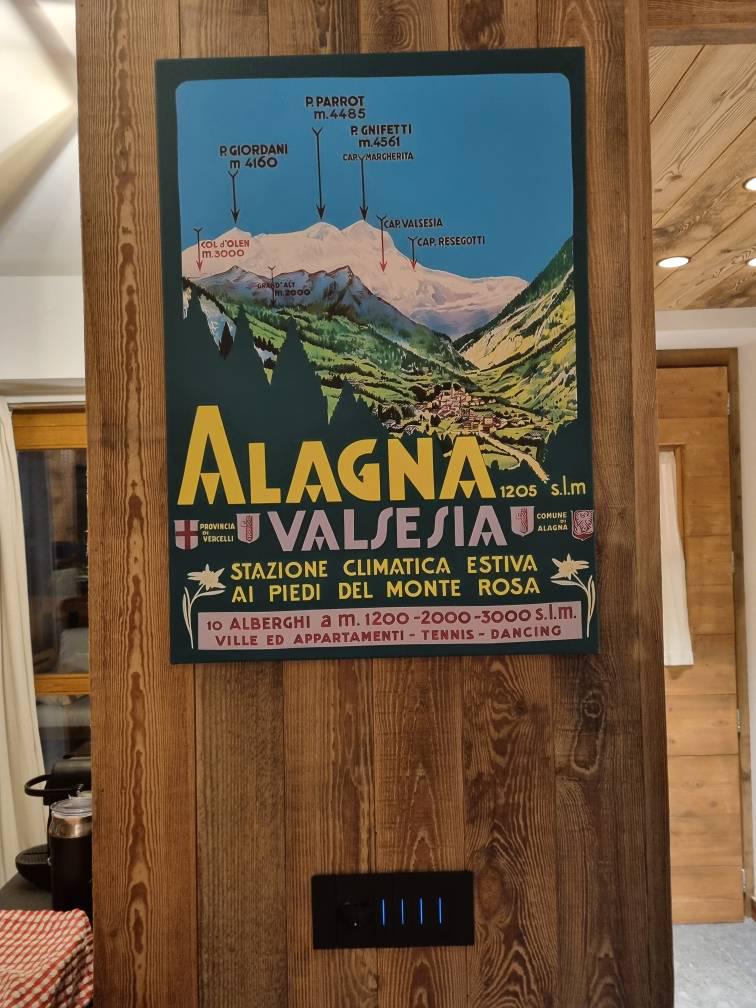 P. PARROT
m. 4485
P. GNIFETTI
m. 4561
CAP. MARGHERITA
P. GIORDANI
m 4160
CAP. VALSESIA
CAP. RESEGOTTI
COL d'OLEN
m. 3000
GRAND'ALT
m. 2000
ALAGNA
1205 s.l.m
PROVINCIA
DI
VERCELLI
VALSESIA
COMUNE
DI
ALAGNA
STAZIONE CLIMATICA ESTIVA
AI PIEDI DEL MONTE ROSA
10 ALBERGHI a m. 1200 - 2000 - 3000 s.l.m.
VILLE ED APPARTAMENTI - TENNIS - DANCING